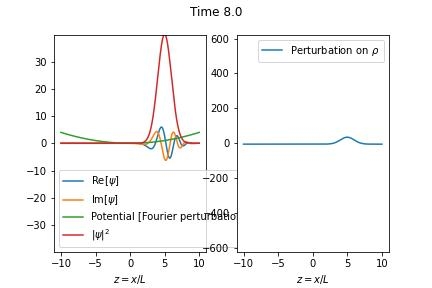 Time 8.0
30
20
10
0
−10
−20
−30
Re[ψ]
Im[ψ]
Potential [Fourier perturbatio
|ψ|²
−10 −5 0 5 10
z = x/L
600
400
200
0
−200
−400
−600
Perturbation on ρ
−10 −5 0 5 10
z = x/L